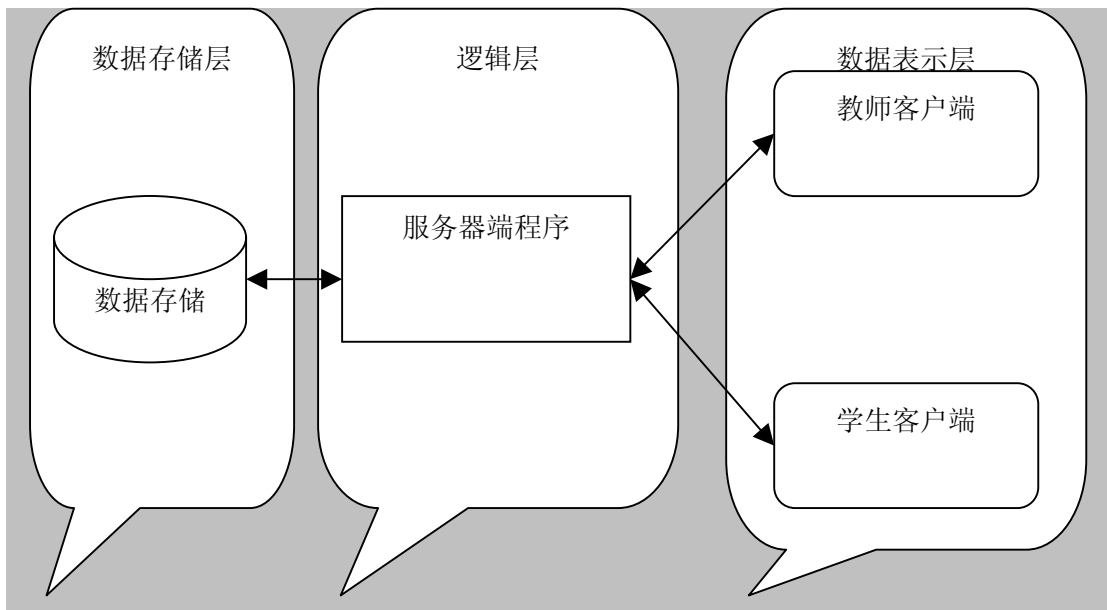 数据存储层
逻辑层
数据表示层
教师客户端
服务器端程序
数据存储
学生客户端